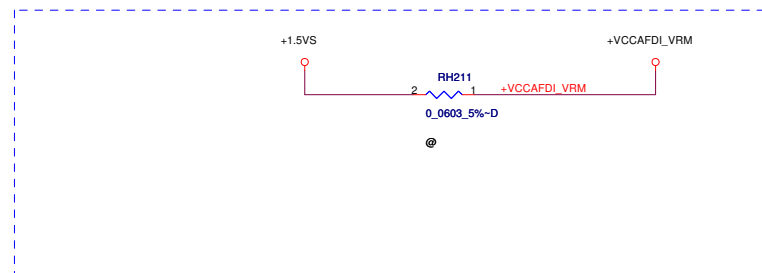 +1.5VS
+VCCAFDI_VRM
RH211
2
1
+VCCAFDI_VRM
0_0603_5%~D
@